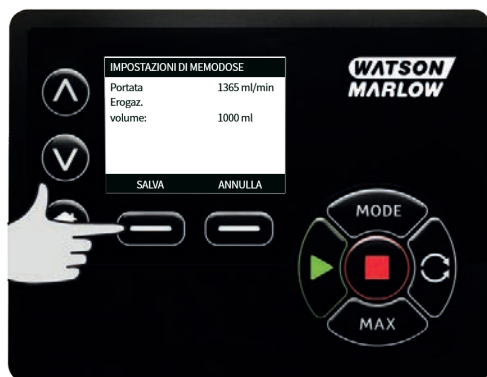 IMPOSTAZIONI DI MEMODOSE
Portata 1365 ml/min
Erogaz.
volume: 1000 ml
SALVA ANNULLA
WATSON
MARLOW
MODE
MAX